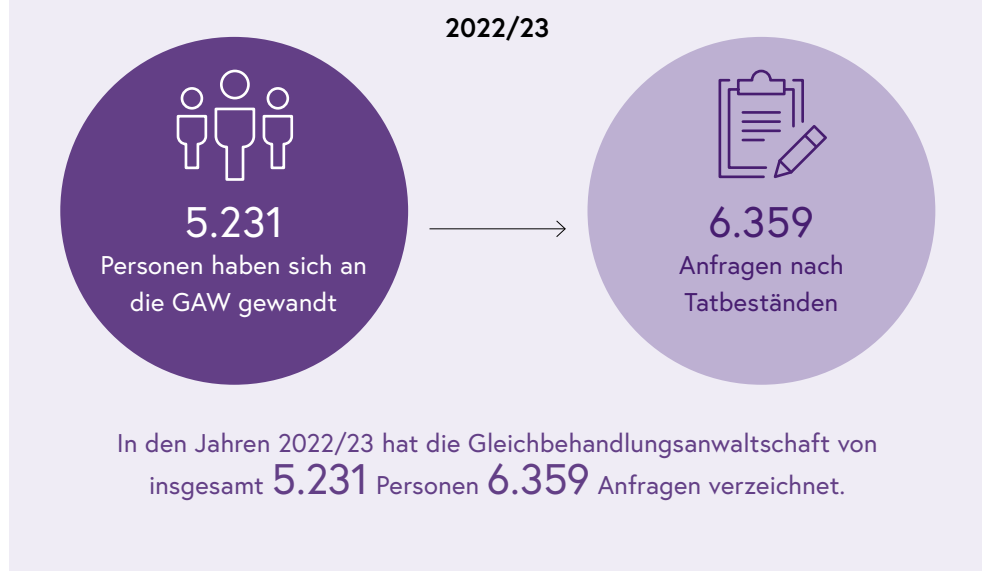 2022/23
5.231
Personen haben sich an
die GAW gewandt
6.359
Anfragen nach
Tatbeständen
In den Jahren 2022/23 hat die Gleichbehandlungsanwaltschaft von
insgesamt 5.231 Personen 6.359 Anfragen verzeichnet.